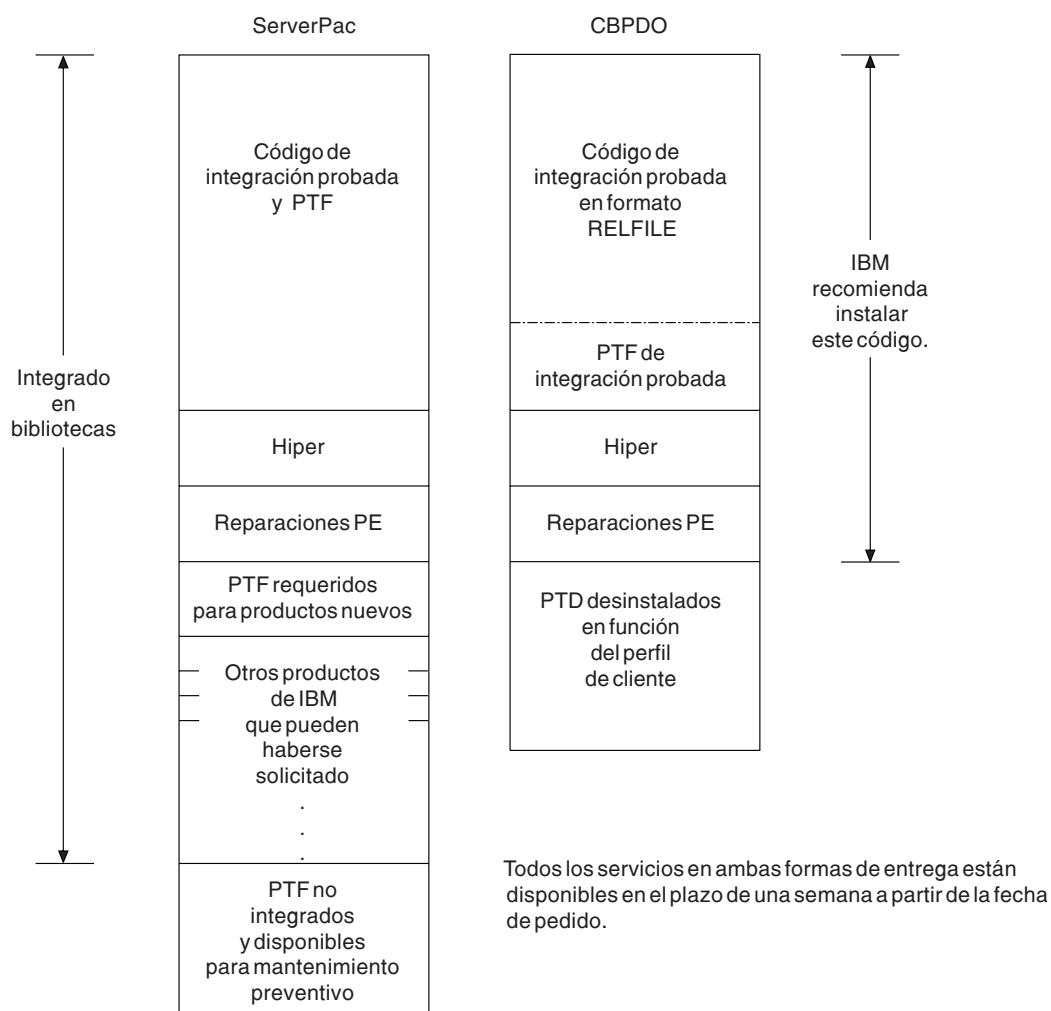 ServerPac
CBPDO
Código de
integración probada
y PTF
Código de
integración probada
en formato
RELFILE
IBM
recomienda
instalar
este código.
PTF de
integración probada
Integrado
en
bibliotecas
Hiper
Hiper
Reparaciones PE
Reparaciones PE
PTF requeridos
para productos nuevos
PTD desinstalados
en función
del perfil
de cliente
Otros productos
de IBM
que pueden
haberse
solicitado
.
.
.
Todos los servicios en ambas formas de entrega están
disponibles en el plazo de una semana a partir de la fecha
de pedido.
PTF no
integrados
y disponibles
para mantenimiento
preventivo